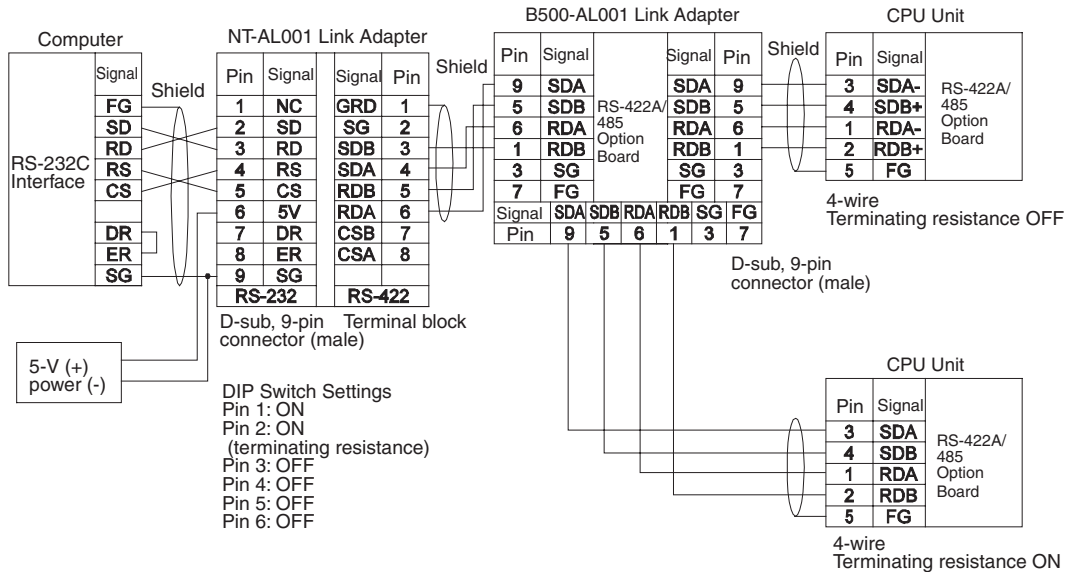 B500-AL001 Link Adapter
CPU Unit
Computer
NT-AL001 Link Adapter
Signal
FG
SD
RD
RS
CS
DR
ER
SG
RS-232C
Interface
Shield
Pin Signal Signal Pin
1 NC GRD 1
2 SD SG 2
3 RD SDB 3
4 RS SDA 4
5 CS RDB 5
6 5V RDA 6
7 DR CSB 7
8 ER CSA 8
9 SG
RS-232 RS-422
D-sub, 9-pin
connector (male)
Terminal block
Shield
Pin Signal Signal Pin
9 SDA SDA 9
5 SDB SDB 5
6 RDA RDA 6
1 RDB RDB 1
3 SG SG 3
7 FG FG 7
RS-422A/
485
Option
Board
Signal SDA SDB RDA RDB SG FG
Pin 9 5 6 1 3 7
D-sub, 9-pin
connector (male)
Shield
Pin Signal
3 SDA-
4 SDB+
1 RDA-
2 RDB+
5 FG
RS-422A/
485
Option
Board
4-wire
Terminating resistance OFF
5-V (+)
power (-)
DIP Switch Settings
Pin 1: ON
Pin 2: ON
(terminating resistance)
Pin 3: OFF
Pin 4: OFF
Pin 5: OFF
Pin 6: OFF
CPU Unit
Pin Signal
3 SDA
4 SDB
1 RDA
2 RDB
5 FG
RS-422A/
485
Option
Board
4-wire
Terminating resistance ON